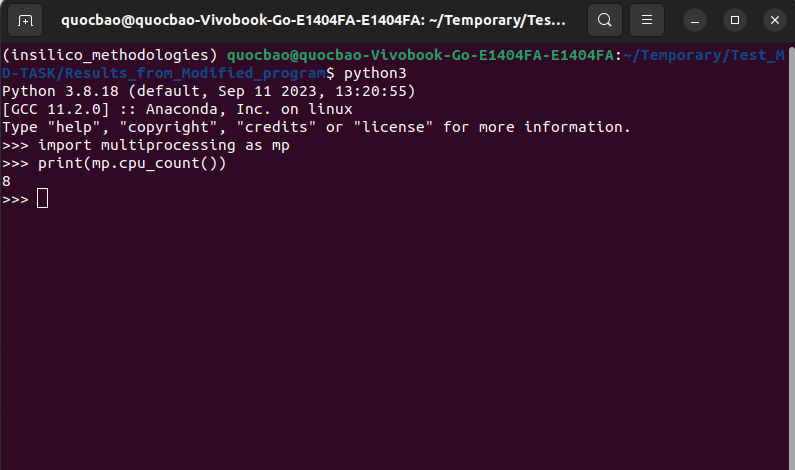 quocbao@quocbao-Vivobook-Go-E1404FA-E1404FA: ~/Temporary/Tes...
(insilico_methodologies) quocbao@quocbao-Vivobook-Go-E1404FA-E1404FA:~/Temporary/Test_M
D-TASK/Results_from_Modified_program$ python3
Python 3.8.18 (default, Sep 11 2023, 13:20:55)
[GCC 11.2.0] :: Anaconda, Inc. on linux
Type "help", "copyright", "credits" or "license" for more information.
>>> import multiprocessing as mp
>>> print(mp.cpu_count())
8
>>>